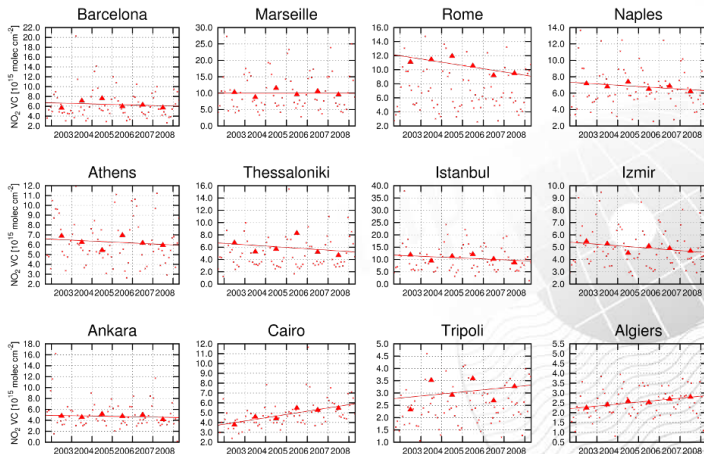 Barcelona Marseille Rome Naples
NO2 VC [10^15 molec cm^-2]
22.0 30.0 16.0 14.0
20.0 25.0 14.0 12.0
18.0 20.0 12.0 10.0
16.0 15.0 10.0 8.0
14.0 10.0 8.0 6.0
12.0 5.0 6.0 4.0
10.0 0.0 4.0 2.0
8.0 2.0
6.0
4.0
2.0
2003 2004 2005 2006 2007 2008 2003 2004 2005 2006 2007 2008 2003 2004 2005 2006 2007 2008 2003 2004 2005 2006 2007 2008
Athens Thessaloniki Istanbul Izmir
NO2 VC [10^15 molec cm^-2]
12.0 16.0 40.0 10.0
11.0 14.0 35.0 9.0
10.0 12.0 30.0 8.0
9.0 10.0 25.0 7.0
8.0 8.0 20.0 6.0
7.0 6.0 15.0 5.0
6.0 4.0 10.0 4.0
5.0 2.0 5.0 3.0
4.0 0.0 0.0 2.0
3.0
2.0
2003 2004 2005 2006 2007 2008 2003 2004 2005 2006 2007 2008 2003 2004 2005 2006 2007 2008 2003 2004 2005 2006 2007 2008
Ankara Cairo Tripoli Algiers
NO2 VC [10^15 molec cm^-2]
18.0 12.0 5.0 5.5
16.0 11.0 4.5 5.0
14.0 10.0 4.0 4.5
12.0 9.0 3.5 4.0
10.0 8.0 3.0 3.5
8.0 7.0 2.5 3.0
6.0 6.0 2.0 2.5
4.0 5.0 1.5 2.0
2.0 4.0 1.0 1.5
0.0 3.0 1.0
2.0 0.5
2003 2004 2005 2006 2007 2008 2003 2004 2005 2006 2007 2008 2003 2004 2005 2006 2007 2008 2003 2004 2005 2006 2007 2008